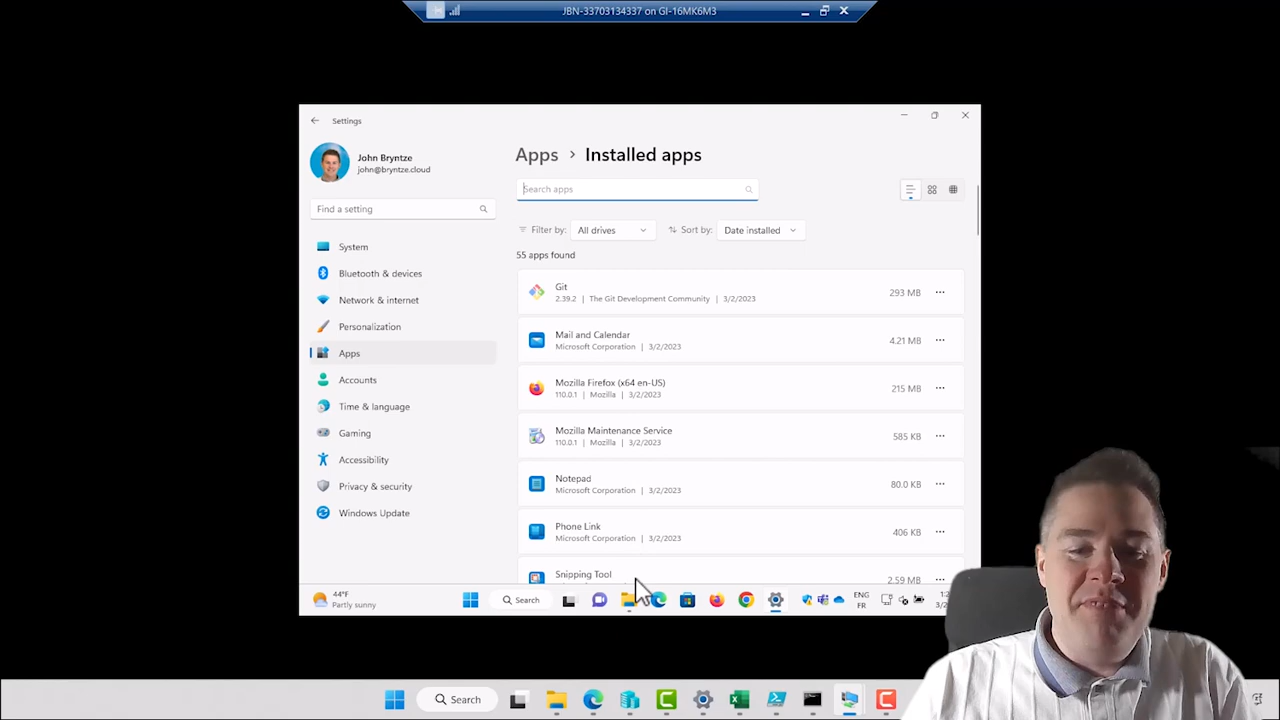 JBN-33703134337 on GI-16MK6M3
Settings
John Bryntze
john@bryntze.cloud
Find a setting
System
Bluetooth & devices
Network & internet
Personalization
Apps
Accounts
Time & language
Gaming
Accessibility
Privacy & security
Windows Update
Apps > Installed apps
Search apps
Filter by: All drives Sort by: Date installed
55 apps found
Git
2.39.2 | The Git Development Community | 3/2/2023
293 MB
Mail and Calendar
Microsoft Corporation | 3/2/2023
4.21 MB
Mozilla Firefox (x64 en-US)
110.0.1 | Mozilla | 3/2/2023
215 MB
Mozilla Maintenance Service
110.0.1 | Mozilla | 3/2/2023
585 KB
Notepad
Microsoft Corporation | 3/2/2023
80.0 KB
Phone Link
Microsoft Corporation | 3/2/2023
406 KB
Snipping Tool
2.59 MB
44°F
Partly sunny
Search
ENG
FR
Search